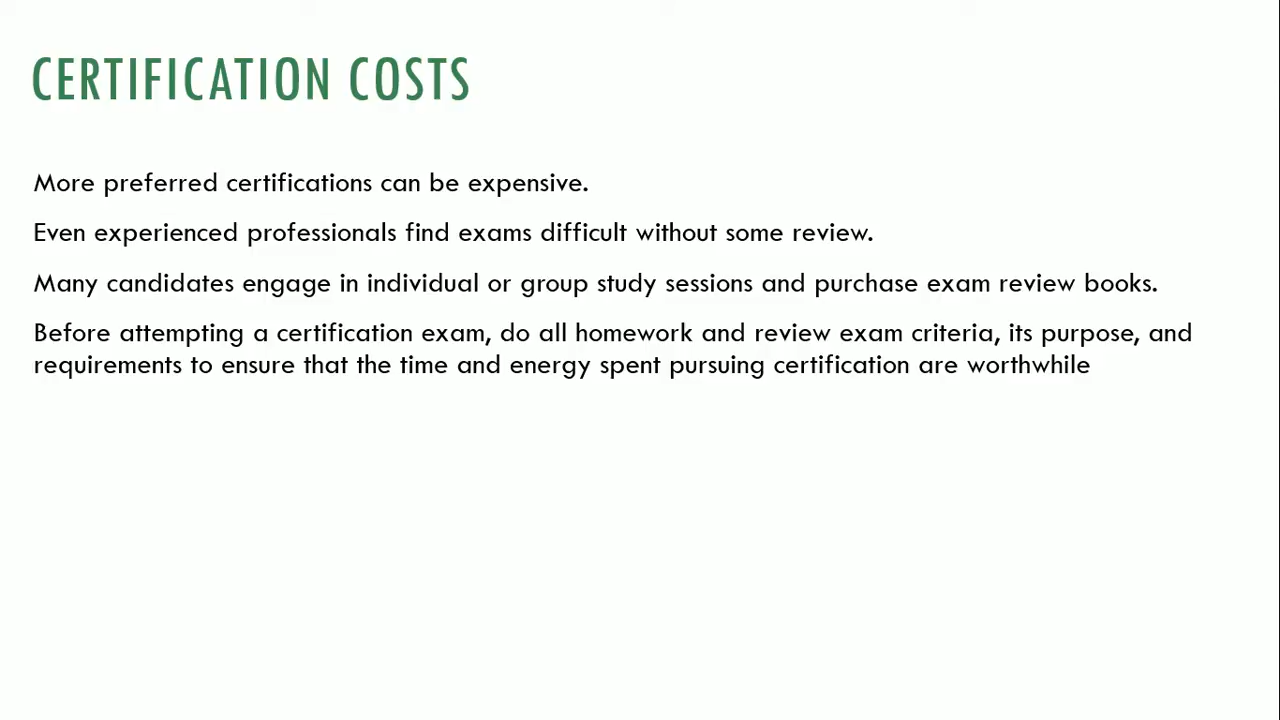 CERTIFICATION COSTS
More preferred certifications can be expensive.
Even experienced professionals find exams difficult without some review.
Many candidates engage in individual or group study sessions and purchase exam review books.
Before attempting a certification exam, do all homework and review exam criteria, its purpose, and
requirements to ensure that the time and energy spent pursuing certification are worthwhile